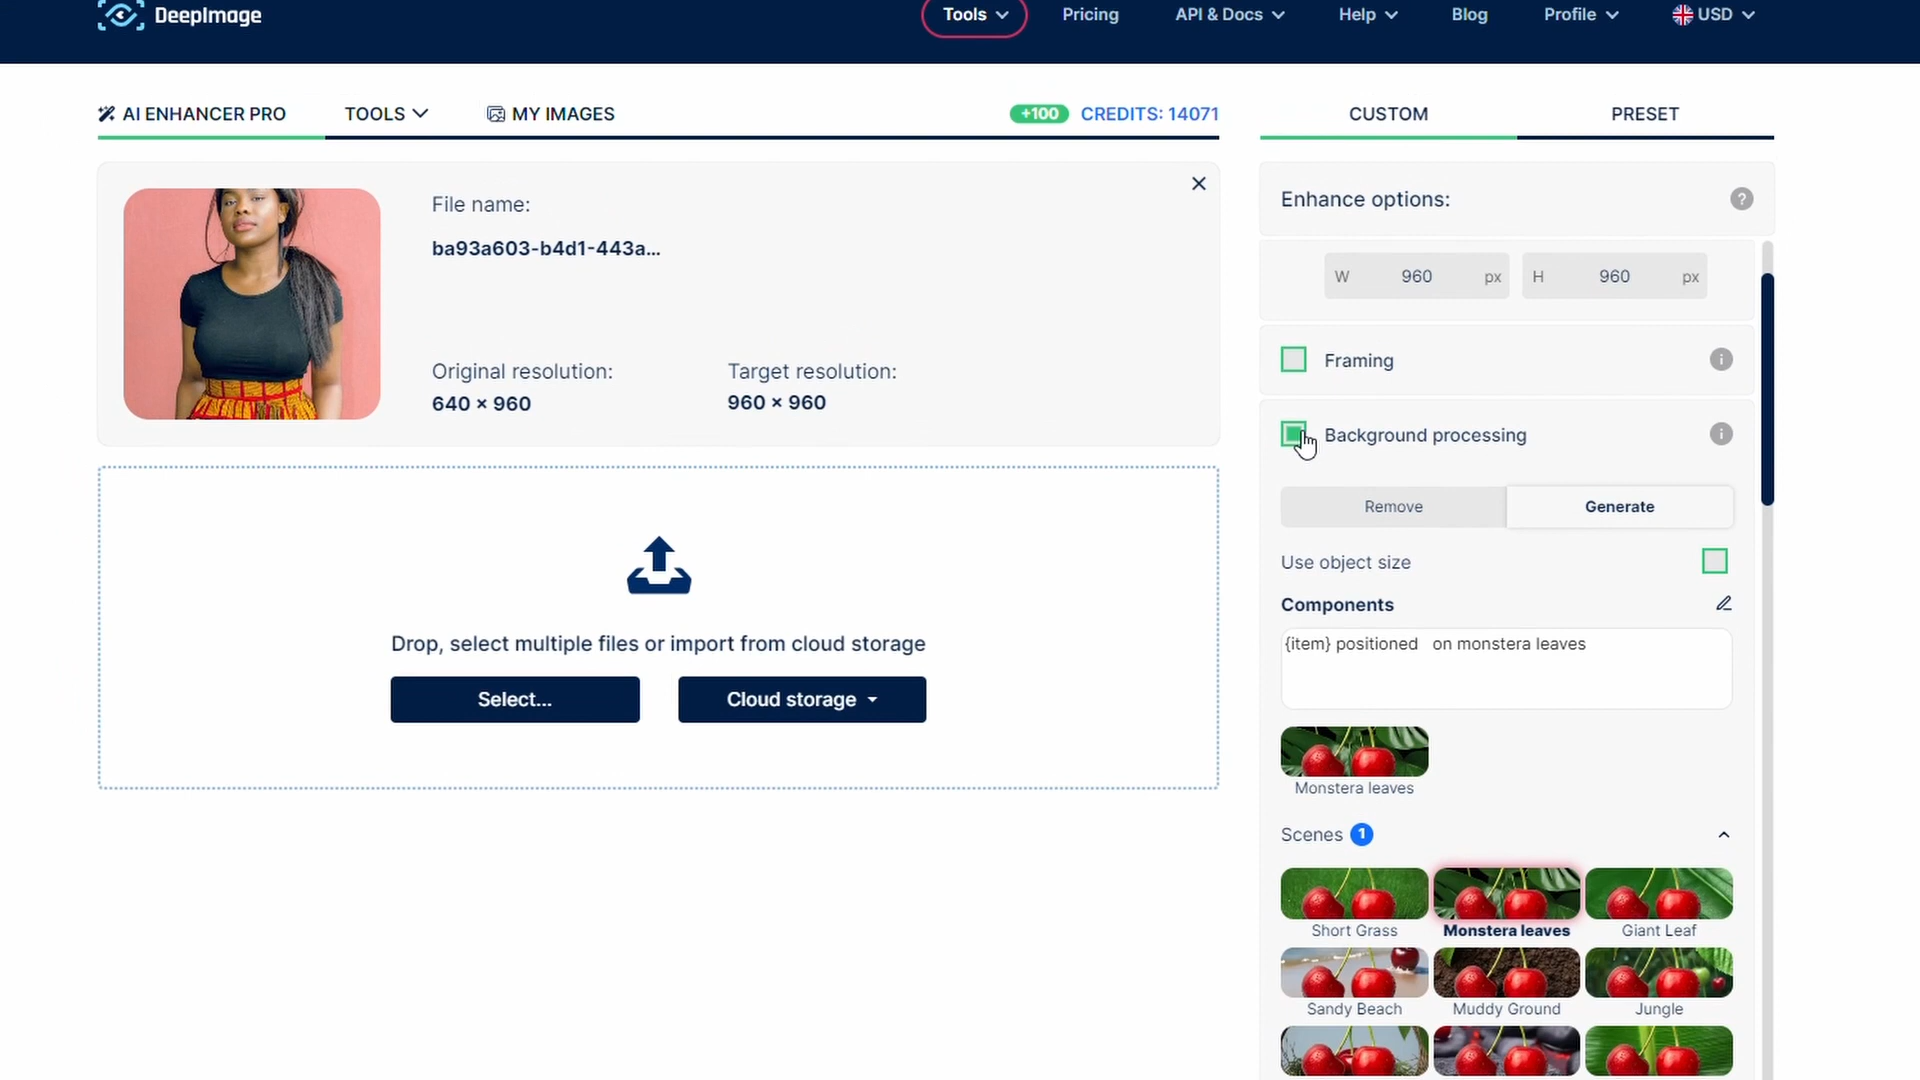 DeepImage
Tools
Pricing
API & Docs
Help
Blog
Profile
USD
AI ENHANCER PRO
TOOLS
MY IMAGES
+100
CREDITS: 14071
CUSTOM
PRESET
File name:
ba93a603-b4d1-443a...
Original resolution:
640 × 960
Target resolution:
960 × 960
Drop, select multiple files or import from cloud storage
Select...
Cloud storage
Enhance options:
?
W 960 px
H 960 px
Framing
i
Background processing
i
Remove
Generate
Use object size
Components
{item} positioned   on monstera leaves
Monstera leaves
Scenes 1
Short Grass
Monstera leaves
Giant Leaf
Sandy Beach
Muddy Ground
Jungle